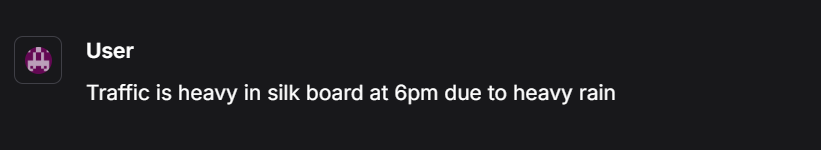 User
Traffic is heavy in silk board at 6pm due to heavy rain